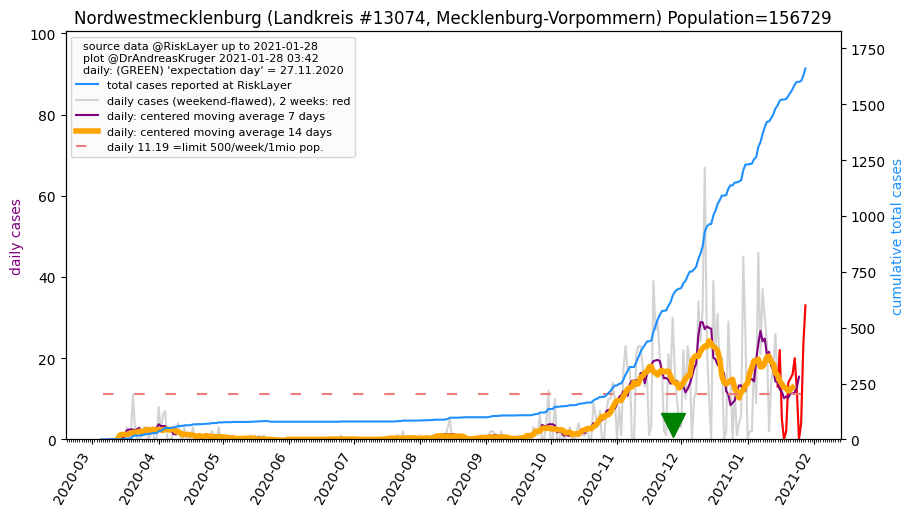 Nordwestmecklenburg (Landkreis #13074, Mecklenburg-Vorpommern) Population=156729
source data @RiskLayer up to 2021-01-28
plot @DrAndreasKruger 2021-01-28 03:42
daily: (GREEN) 'expectation day' = 27.11.2020
total cases reported at RiskLayer
daily cases (weekend-flawed), 2 weeks: red
daily: centered moving average 7 days
daily: centered moving average 14 days
daily 11.19 =limit 500/week/1mio pop.
daily cases
100
80
60
40
20
0
cumulative total cases
1750
1500
1250
1000
750
500
250
0
2020-03
2020-04
2020-05
2020-06
2020-07
2020-08
2020-09
2020-10
2020-11
2020-12
2021-01
2021-02